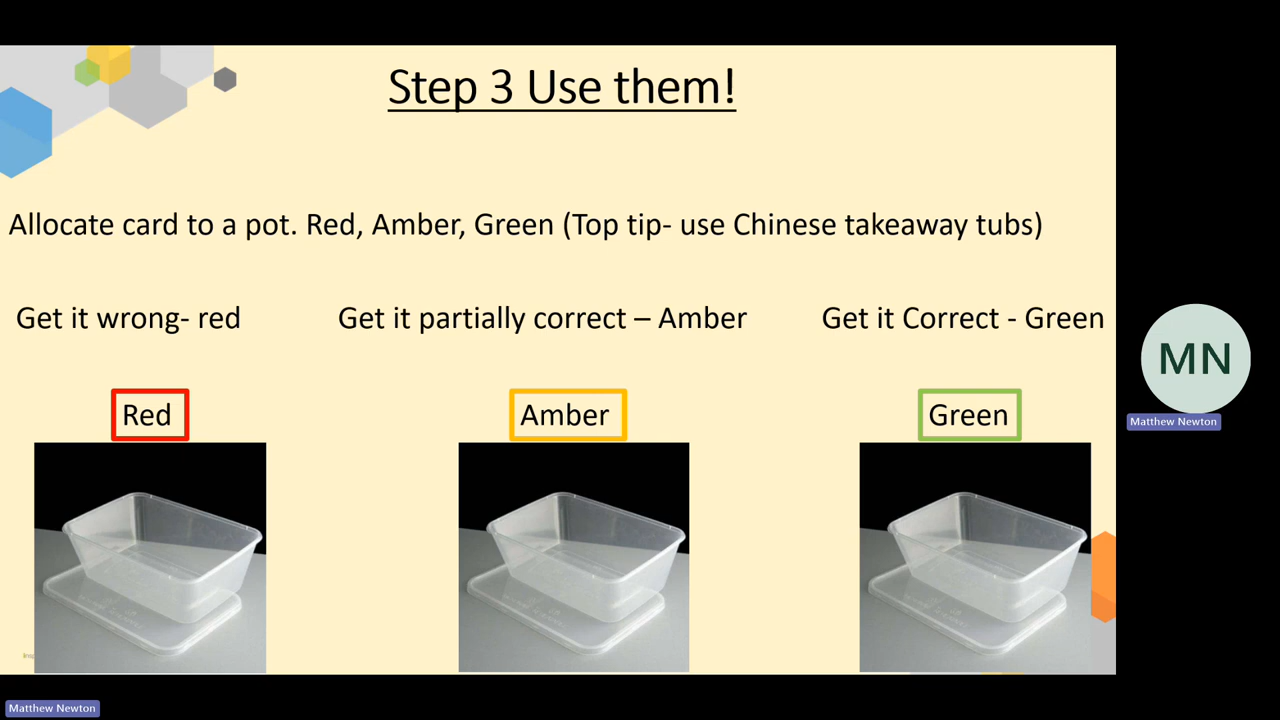 Step 3 Use them!
Allocate card to a pot. Red, Amber, Green (Top tip- use Chinese takeaway tubs)
Get it wrong- red
Get it partially correct – Amber
Get it Correct - Green
Red
Amber
Green
MN
Matthew Newton
Matthew Newton